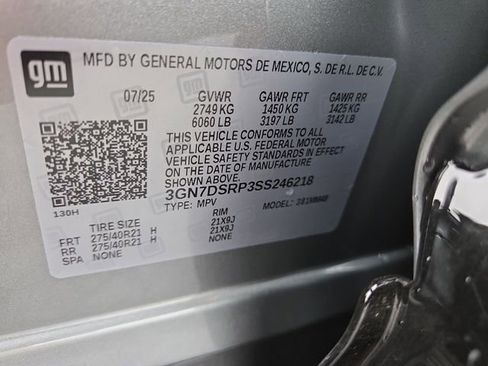 gm
MFD BY GENERAL MOTORS DE MEXICO, S. DE R.L. DE C.V.
07/25 GVWR GAWR FRT GAWR RR
2749 KG 1450 KG 1425 KG
6060 LB 3197 LB 3142 LB
THIS VEHICLE CONFORMS TO ALL
APPLICABLE U.S. FEDERAL MOTOR
VEHICLE SAFETY STANDARDS IN EFFECT
ON THE DATE OF MANUFACTURE
SHOWN ABOVE.
3GN7DSRP3SS246218
130H
TYPE: MPV MODEL:
TIRE SIZE RIM
FRT 275/40R21 H 21X9J
RR 275/40R21 H 21X9J
SPA NONE NONE